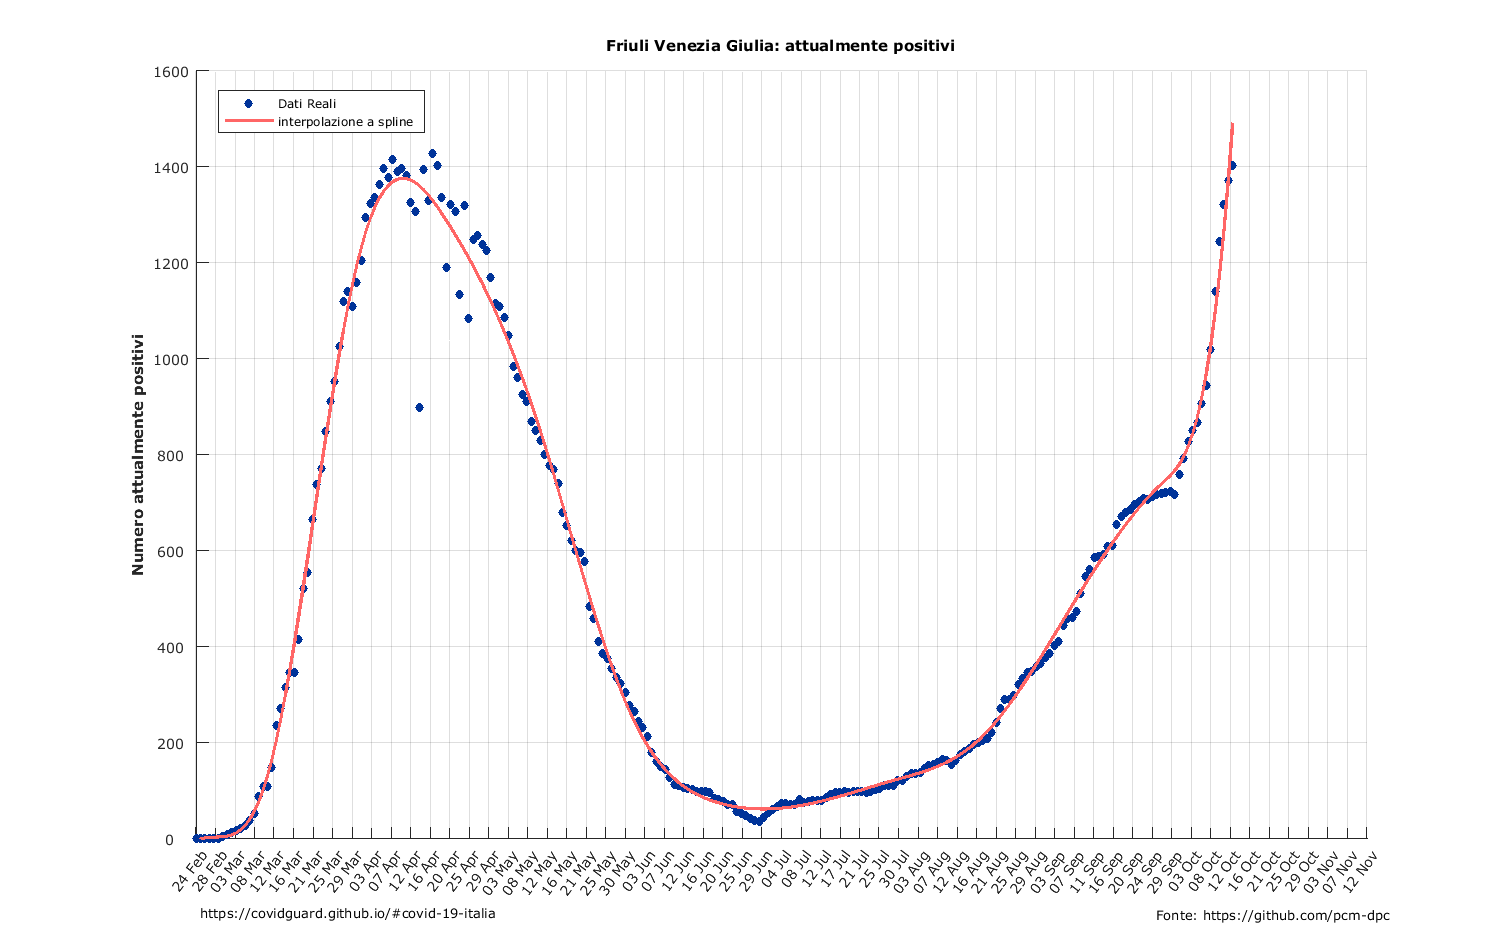 Friuli Venezia Giulia: attualmente positivi
1600
1400
1200
1000
800
600
400
200
0
Numero attualmente positivi
Dati Reali
interpolazione a spline
24 Feb
28 Feb
03 Mar
08 Mar
12 Mar
16 Mar
21 Mar
25 Mar
29 Mar
03 Apr
07 Apr
12 Apr
16 Apr
20 Apr
25 Apr
29 Apr
03 May
08 May
12 May
16 May
21 May
25 May
30 May
03 Jun
07 Jun
12 Jun
16 Jun
20 Jun
25 Jun
29 Jun
04 Jul
08 Jul
12 Jul
17 Jul
21 Jul
25 Jul
30 Jul
03 Aug
07 Aug
12 Aug
16 Aug
21 Aug
25 Aug
29 Aug
03 Sep
07 Sep
11 Sep
16 Sep
20 Sep
24 Sep
29 Sep
03 Oct
08 Oct
12 Oct
16 Oct
21 Oct
25 Oct
29 Oct
03 Nov
07 Nov
12 Nov
https://covidguard.github.io/#covid-19-italia
Fonte: https://github.com/pcm-dpc